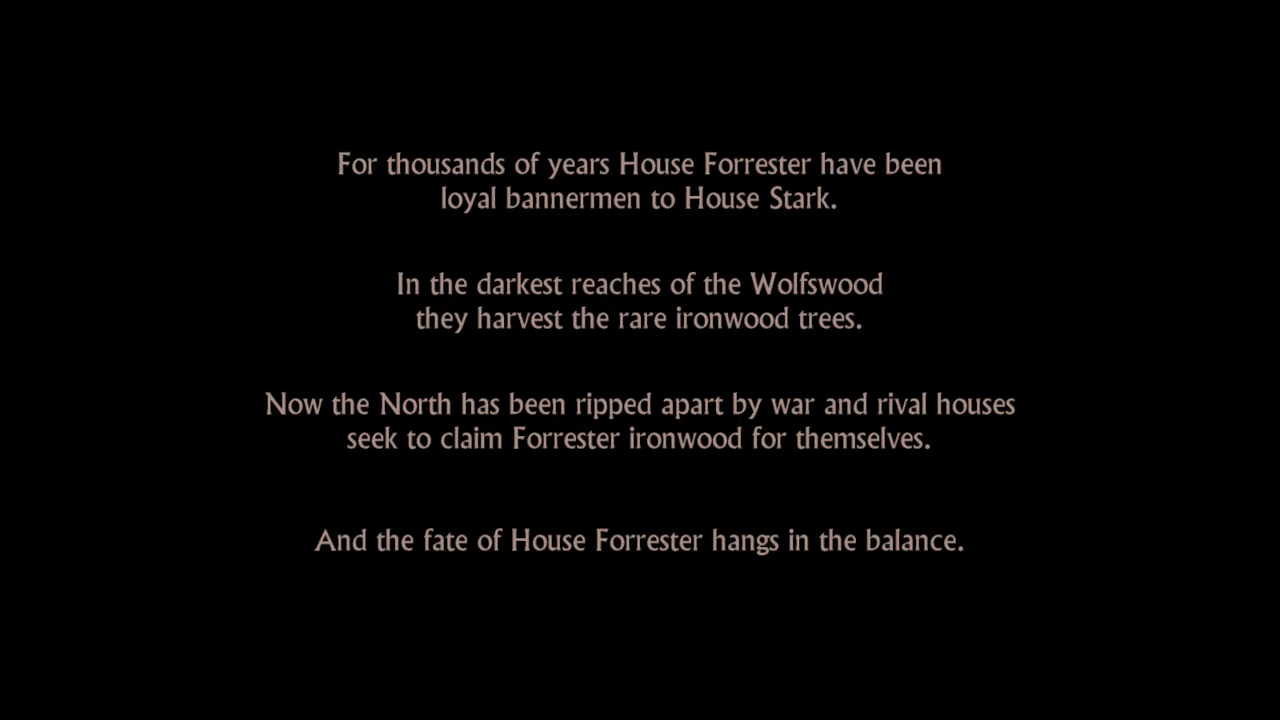 For thousands of years House Forrester have been
loyal bannermen to House Stark.
In the darkest reaches of the Wolfswood
they harvest the rare ironwood trees.
Now the North has been ripped apart by war and rival houses
seek to claim Forrester ironwood for themselves.
And the fate of House Forrester hangs in the balance.